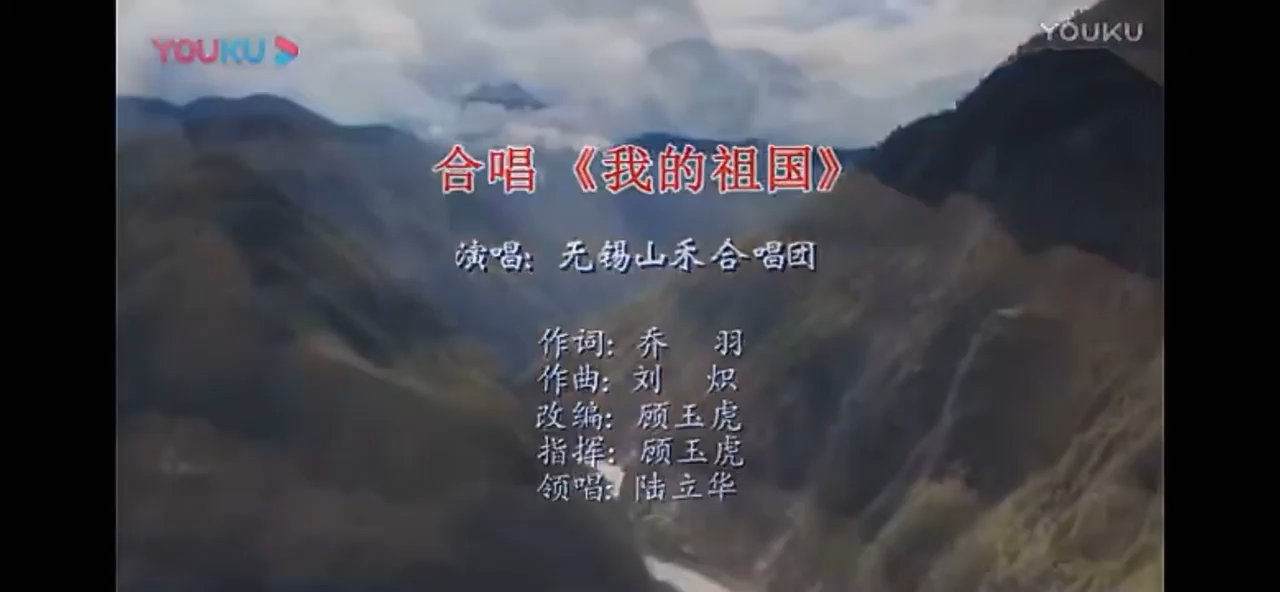 YOUKU
YOUKU
合唱《我的祖国》
演唱：无锡山禾合唱团
作词：乔 羽
作曲：刘 炽
改编：顾玉虎
指挥：顾玉虎
领唱：陆立华